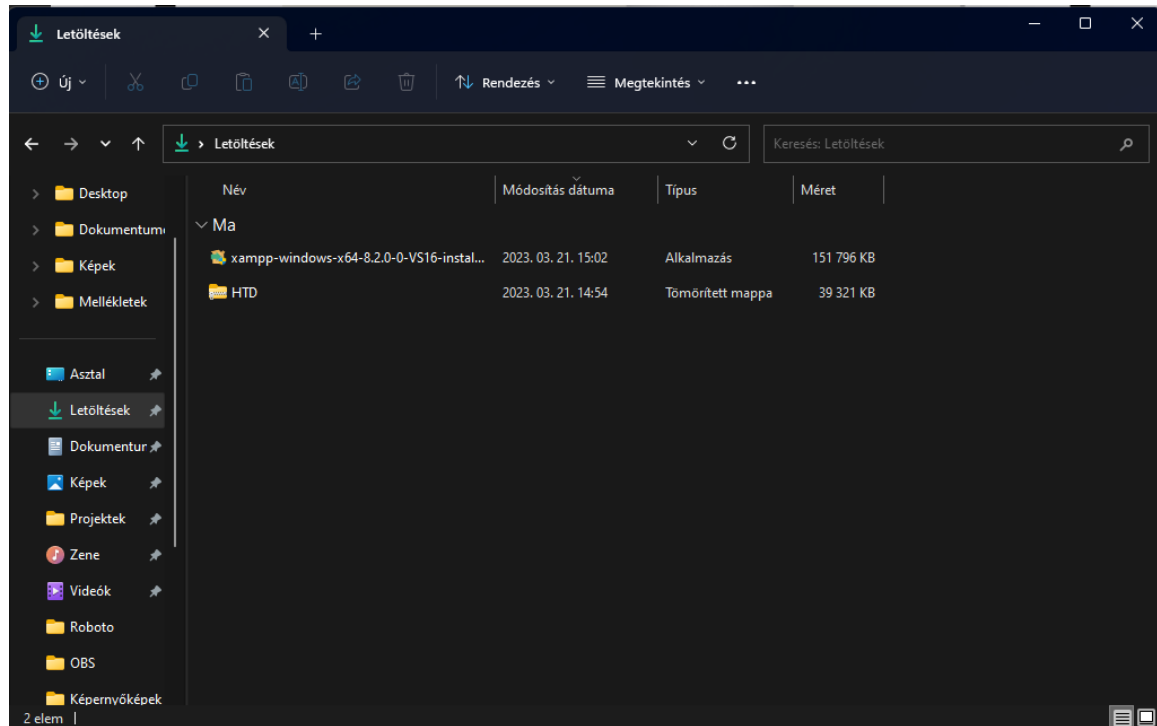 Letöltések
Új
Rendezés
Megtekintés
Letöltések
Keresés: Letöltések
Név Módosítás dátuma Típus Méret
Ma
xampp-windows-x64-8.2.0-0-VS16-instal... 2023. 03. 21. 15:02 Alkalmazás 151 796 KB
HTD 2023. 03. 21. 14:54 Tömörített mappa 39 321 KB
Desktop
Dokumentume
Képek
Mellékletek
Asztal
Letöltések
Dokumentur
Képek
Projektek
Zene
Videók
Roboto
OBS
Képernyőképek
2 elem